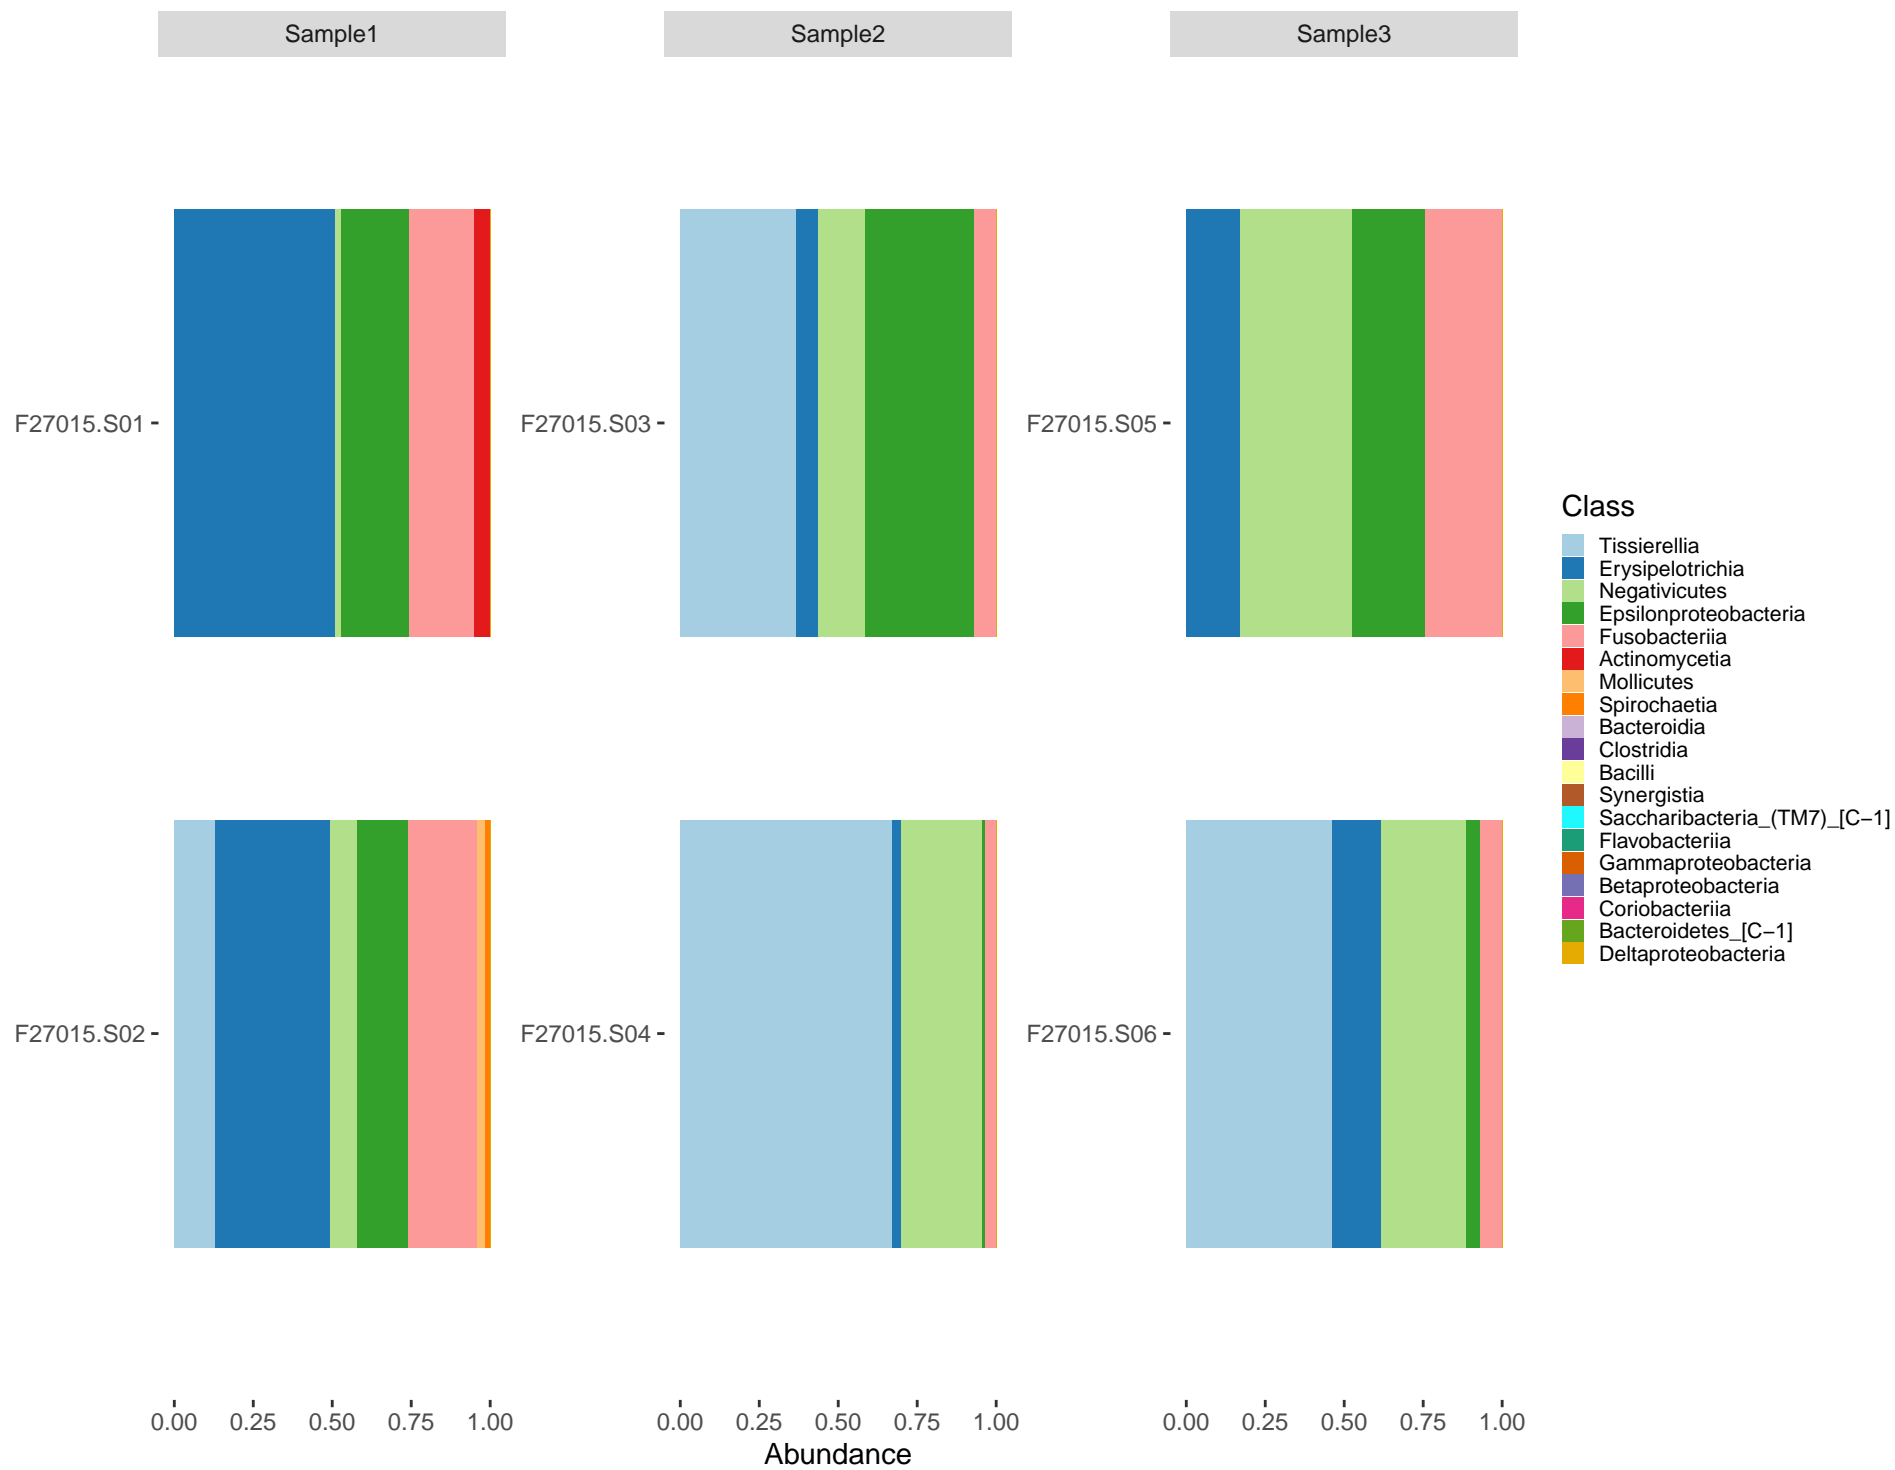 Sample1
Sample2
Sample3
F27015.S01
F27015.S03
F27015.S05
F27015.S02
F27015.S04
F27015.S06
0.00 0.25 0.50 0.75 1.00
0.00 0.25 0.50 0.75 1.00
0.00 0.25 0.50 0.75 1.00
Abundance
Class
Tissierellia
Erysipelotrichia
Negativicutes
Epsilonproteobacteria
Fusobacteriia
Actinomycetia
Mollicutes
Spirochaetia
Bacteroidia
Clostridia
Bacilli
Synergistia
Saccharibacteria_(TM7)_[C−1]
Flavobacteriia
Gammaproteobacteria
Betaproteobacteria
Coriobacteriia
Bacteroidetes_[C−1]
Deltaproteobacteria